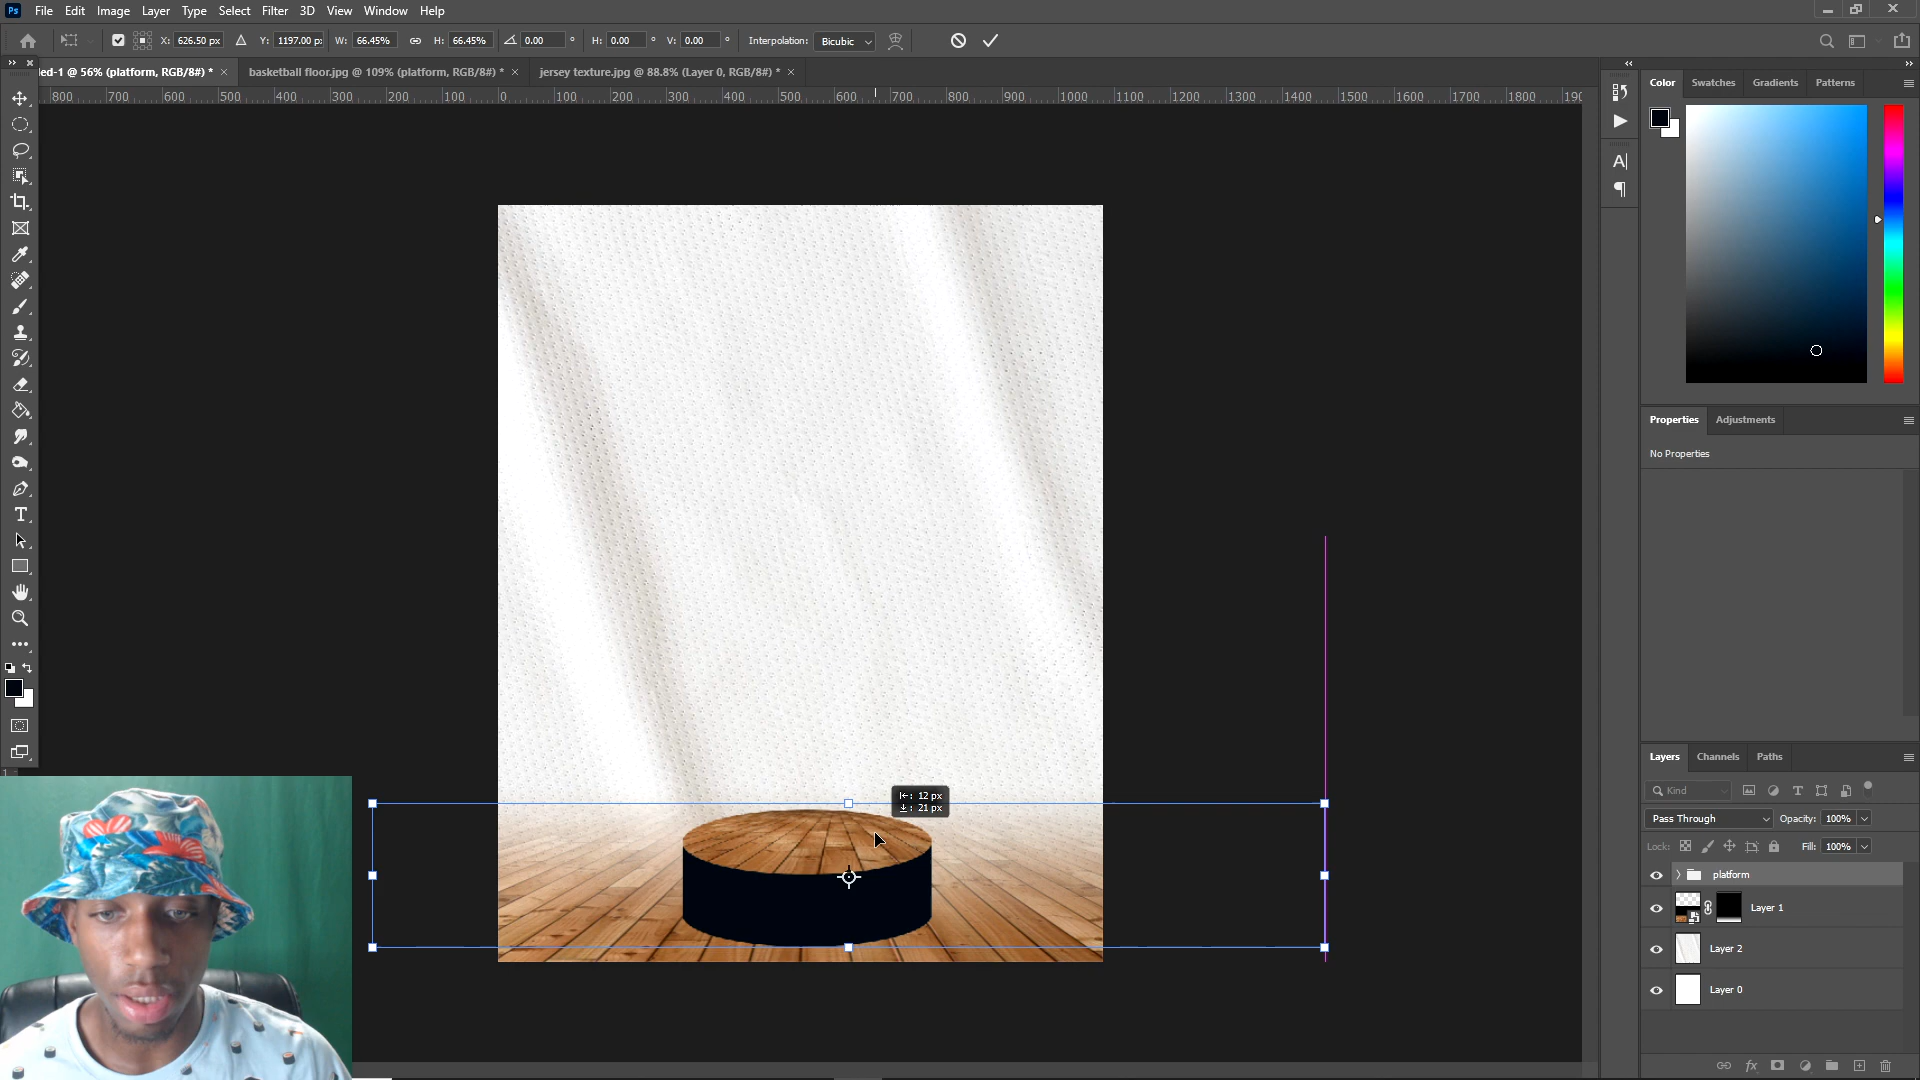 Ps File Edit Image Layer Type Select Filter 3D View Window Help
X: 626.50 px Y: 1197.00 px W: 66.45% H: 66.45% 0.00 ° H: 0.00 ° V: 0.00 ° Interpolation: Bicubic
led-1 @ 56% (platform, RGB/8#) * × basketball floor.jpg @ 109% (platform, RGB/8#) * × jersey texture.jpg @ 88.8% (Layer 0, RGB/8#) * ×
800 700 600 500 400 300 200 100 0 100 200 300 400 500 600 700 800 900 1000 1100 1200 1300 1400 1500 1600 1700 1800 190
Color Swatches Gradients Patterns
Properties Adjustments
No Properties
12 px
21 px
Layers Channels Paths
Kind
Pass Through Opacity: 100%
Lock: Fill: 100%
platform
Layer 1
Layer 2
Layer 0